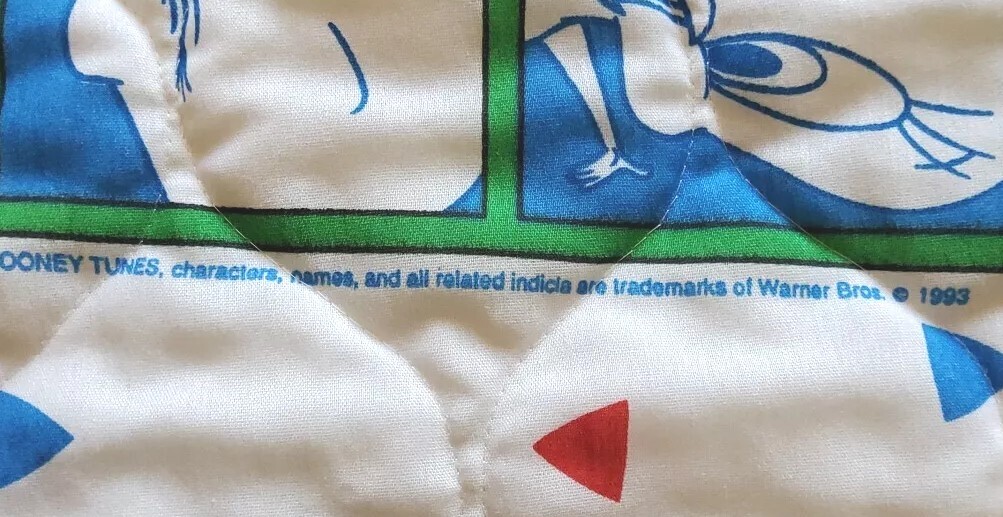 OONEY TUNES, characters, names, and all related indicia are trademarks of Warner Bros. © 1993